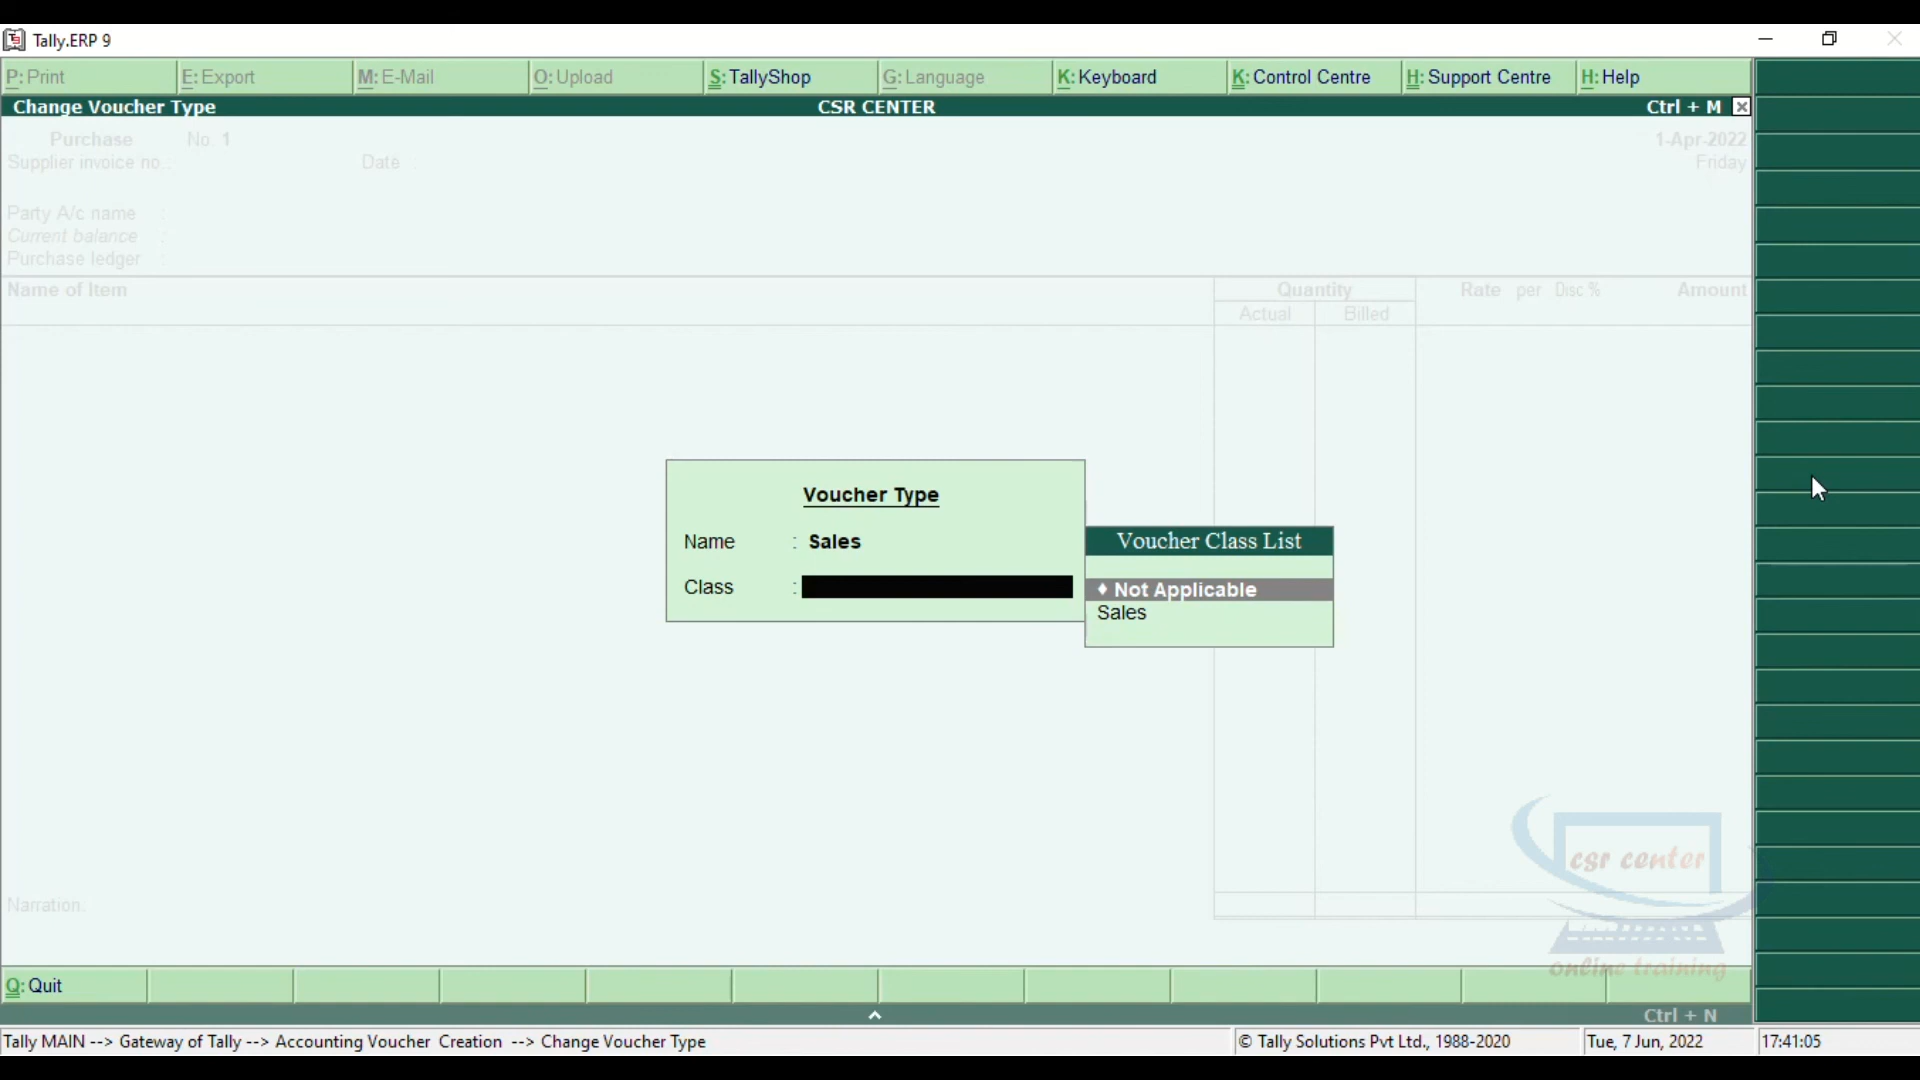 Tally.ERP 9
P: Print E: Export M: E-Mail O: Upload S: TallyShop G: Language K: Keyboard K: Control Centre H: Support Centre H: Help
Change Voucher Type CSR CENTER Ctrl + M
Purchase No. 1 1-Apr-2022
Supplier invoice no.: Date : Friday
Party A/c name :
Current balance :
Purchase ledger :
Name of Item Quantity Rate per Disc % Amount
Actual Billed
Voucher Type
Name : Sales
Class :
Voucher Class List
♦ Not Applicable
Sales
csr center
online training
Narration:
Q: Quit
Ctrl + N
Tally MAIN --> Gateway of Tally --> Accounting Voucher Creation --> Change Voucher Type © Tally Solutions Pvt Ltd., 1988-2020 Tue, 7 Jun, 2022 17:41:05